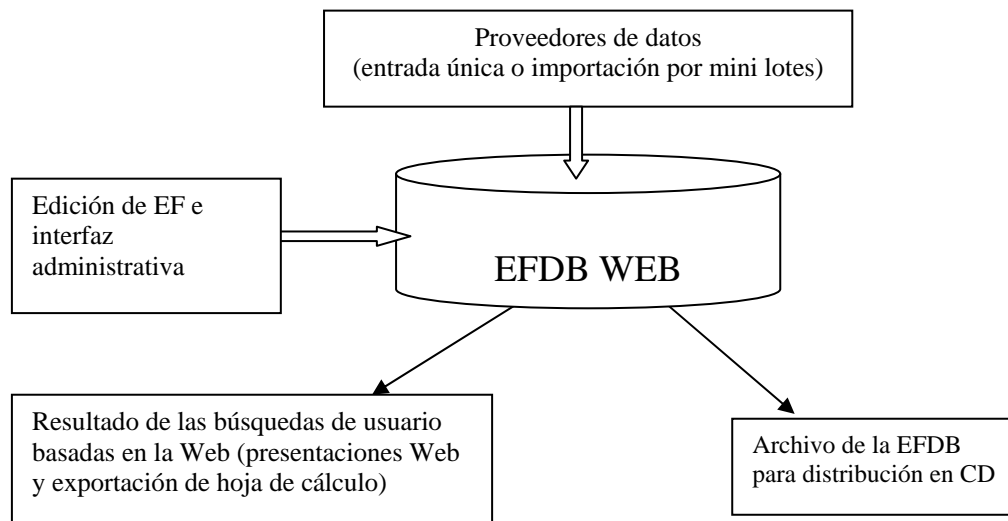 Proveedores de datos
(entrada única o importación por mini lotes)
Edición de EF e
interfaz
administrativa
EFDB WEB
Resultado de las búsquedas de usuario
basadas en la Web (presentaciones Web
y exportación de hoja de cálculo)
Archivo de la EFDB
para distribución en CD